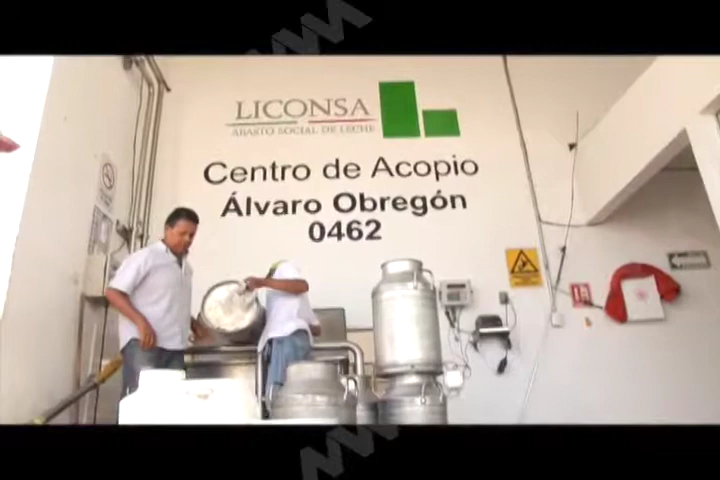 LICONSA
ABASTO SOCIAL DE LECHE
Centro de Acopio
Álvaro Obregón
0462